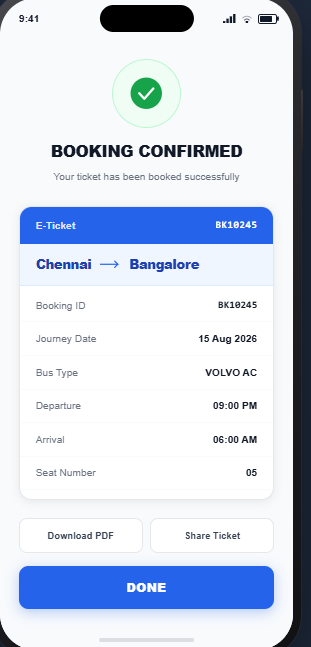 9:41
BOOKING CONFIRMED
Your ticket has been booked successfully
E-Ticket BK10245
Chennai → Bangalore
Booking ID BK10245
Journey Date 15 Aug 2026
Bus Type VOLVO AC
Departure 09:00 PM
Arrival 06:00 AM
Seat Number 05
Download PDF Share Ticket
DONE